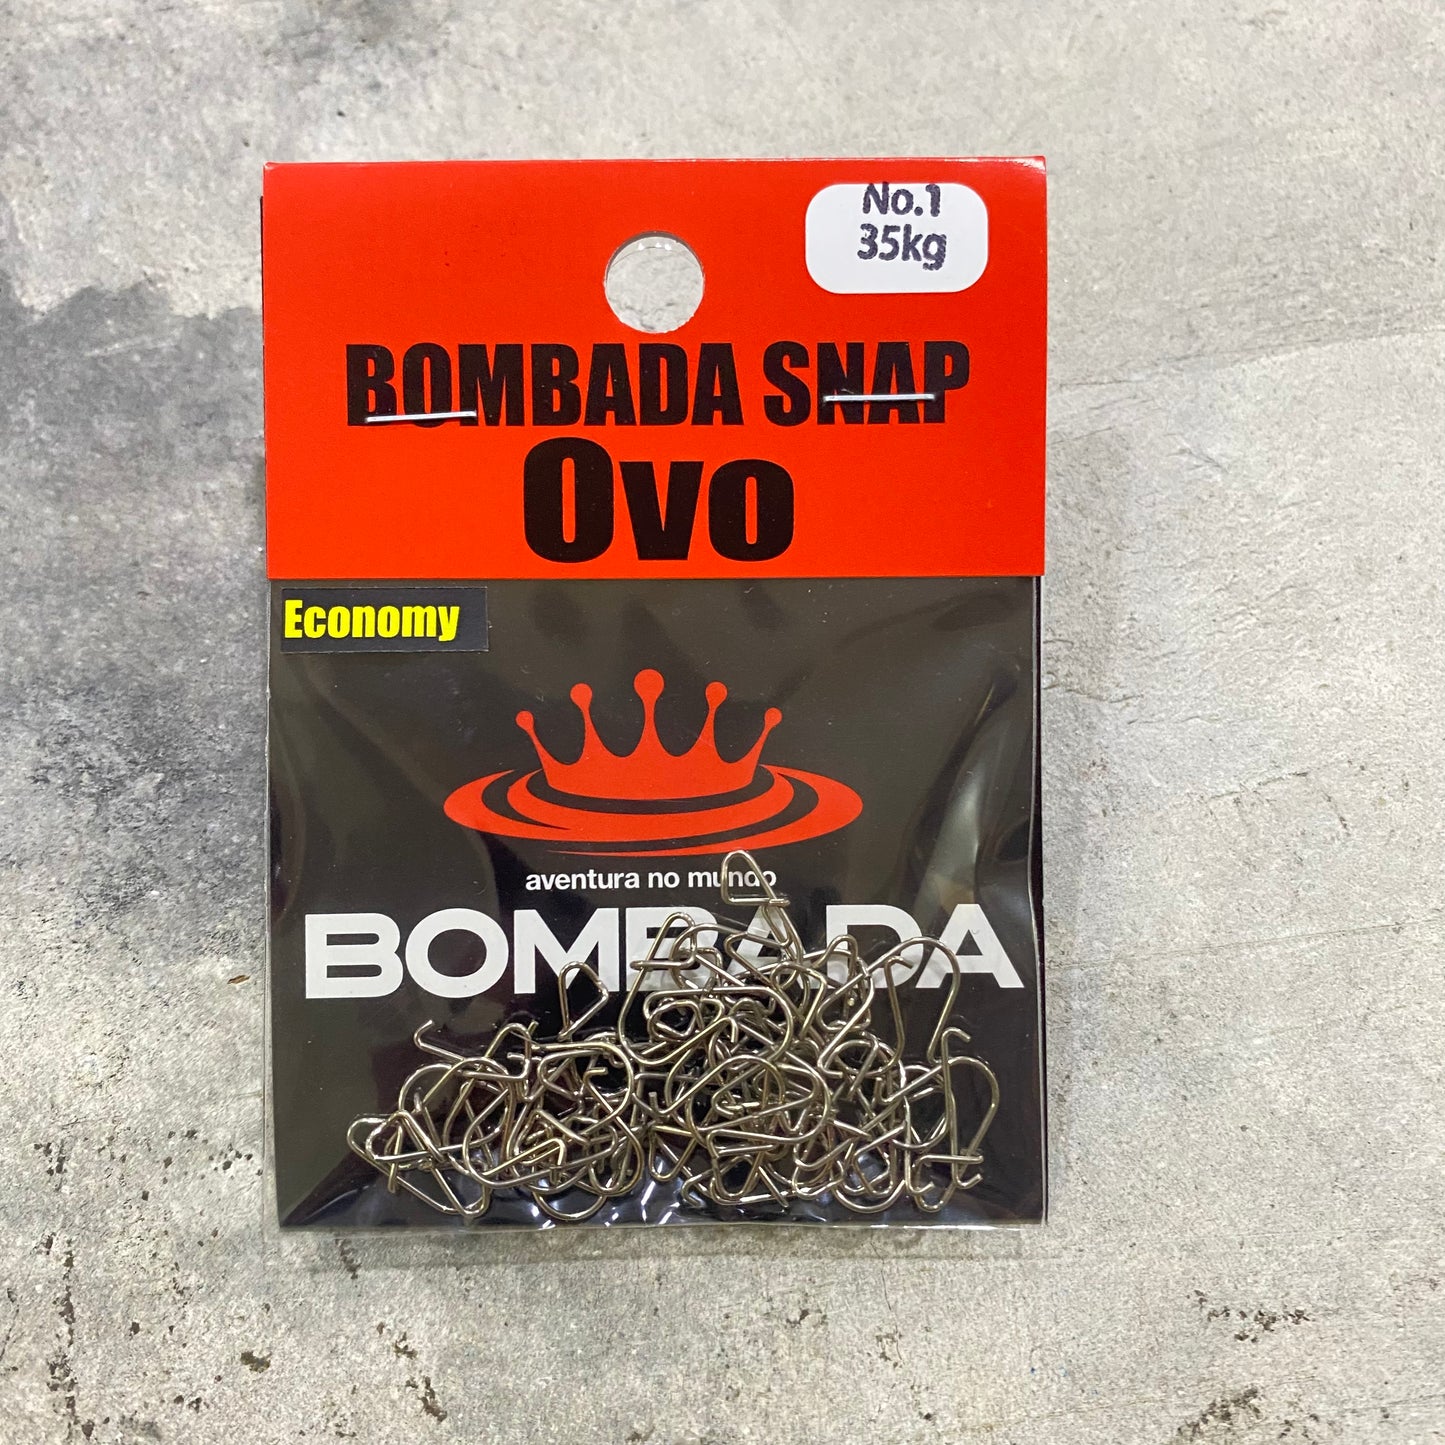 No.1
35kg
BOMBADA SNAP
Ovo
Economy
aventura no mundo
BOMBADA